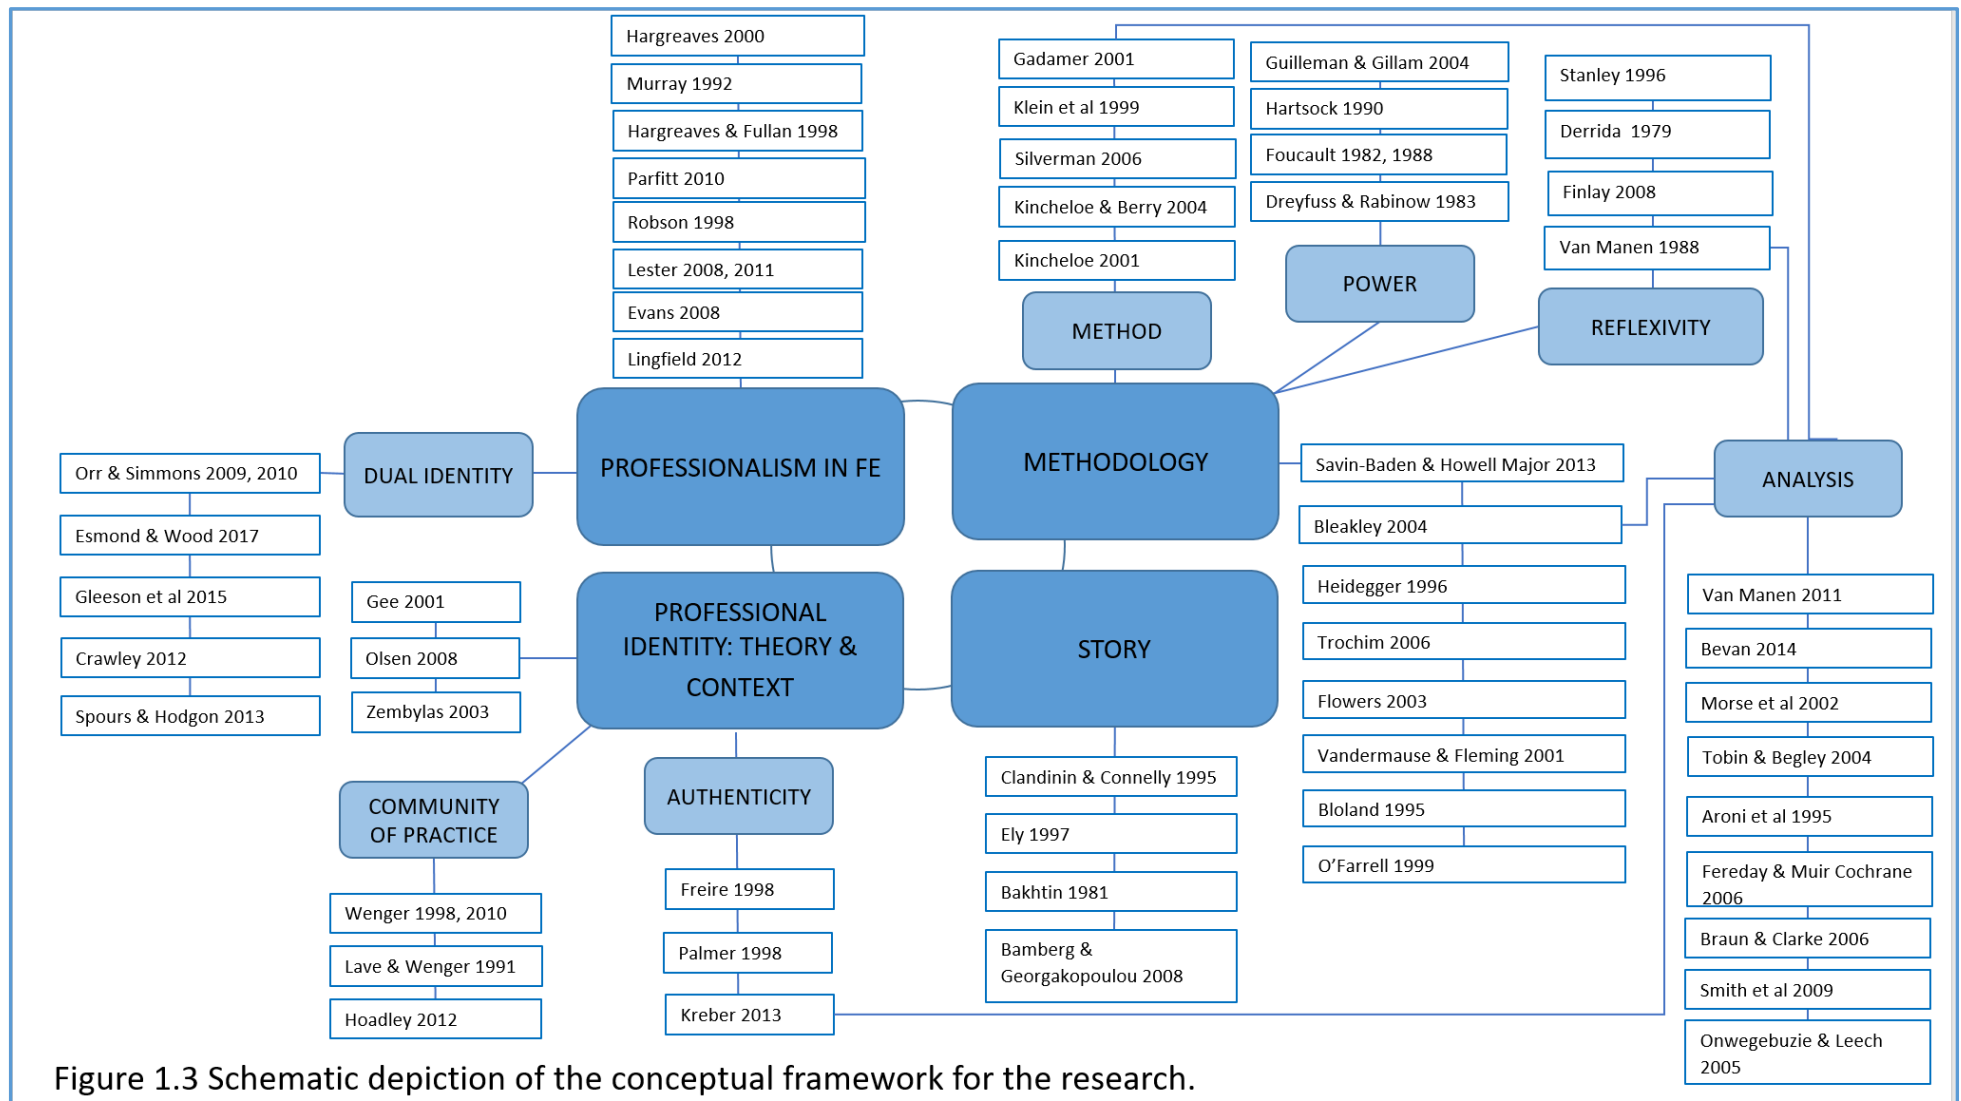 Hargreaves 2000
Murray 1992
Hargreaves & Fullan 1998
Parfitt 2010
Robson 1998
Lester 2008, 2011
Evans 2008
Lingfield 2012
Gadamer 2001
Klein et al 1999
Silverman 2006
Kincheloe & Berry 2004
Kincheloe 2001
METHOD
Guilleman & Gillam 2004
Hartsock 1990
Foucault 1982, 1988
Dreyfuss & Rabinow 1983
POWER
Stanley 1996
Derrida  1979
Finlay 2008
Van Manen 1988
REFLEXIVITY
Orr & Simmons 2009, 2010
Esmond & Wood 2017
Gleeson et al 2015
Crawley 2012
Spours & Hodgon 2013
DUAL IDENTITY
PROFESSIONALISM IN FE
METHODOLOGY
Gee 2001
Olsen 2008
Zembylas 2003
PROFESSIONAL
IDENTITY: THEORY &
CONTEXT
STORY
Savin-Baden & Howell Major 2013
Bleakley 2004
Heidegger 1996
Trochim 2006
Flowers 2003
Vandermause & Fleming 2001
Bloland 1995
O’Farrell 1999
ANALYSIS
Van Manen 2011
Bevan 2014
Morse et al 2002
Tobin & Begley 2004
Aroni et al 1995
Fereday & Muir Cochrane
2006
Braun & Clarke 2006
Smith et al 2009
Onwegebuzie & Leech
2005
COMMUNITY
OF PRACTICE
Wenger 1998, 2010
Lave & Wenger 1991
Hoadley 2012
AUTHENTICITY
Freire 1998
Palmer 1998
Kreber 2013
Clandinin & Connelly 1995
Ely 1997
Bakhtin 1981
Bamberg &
Georgakopoulou 2008
Figure 1.3 Schematic depiction of the conceptual framework for the research.